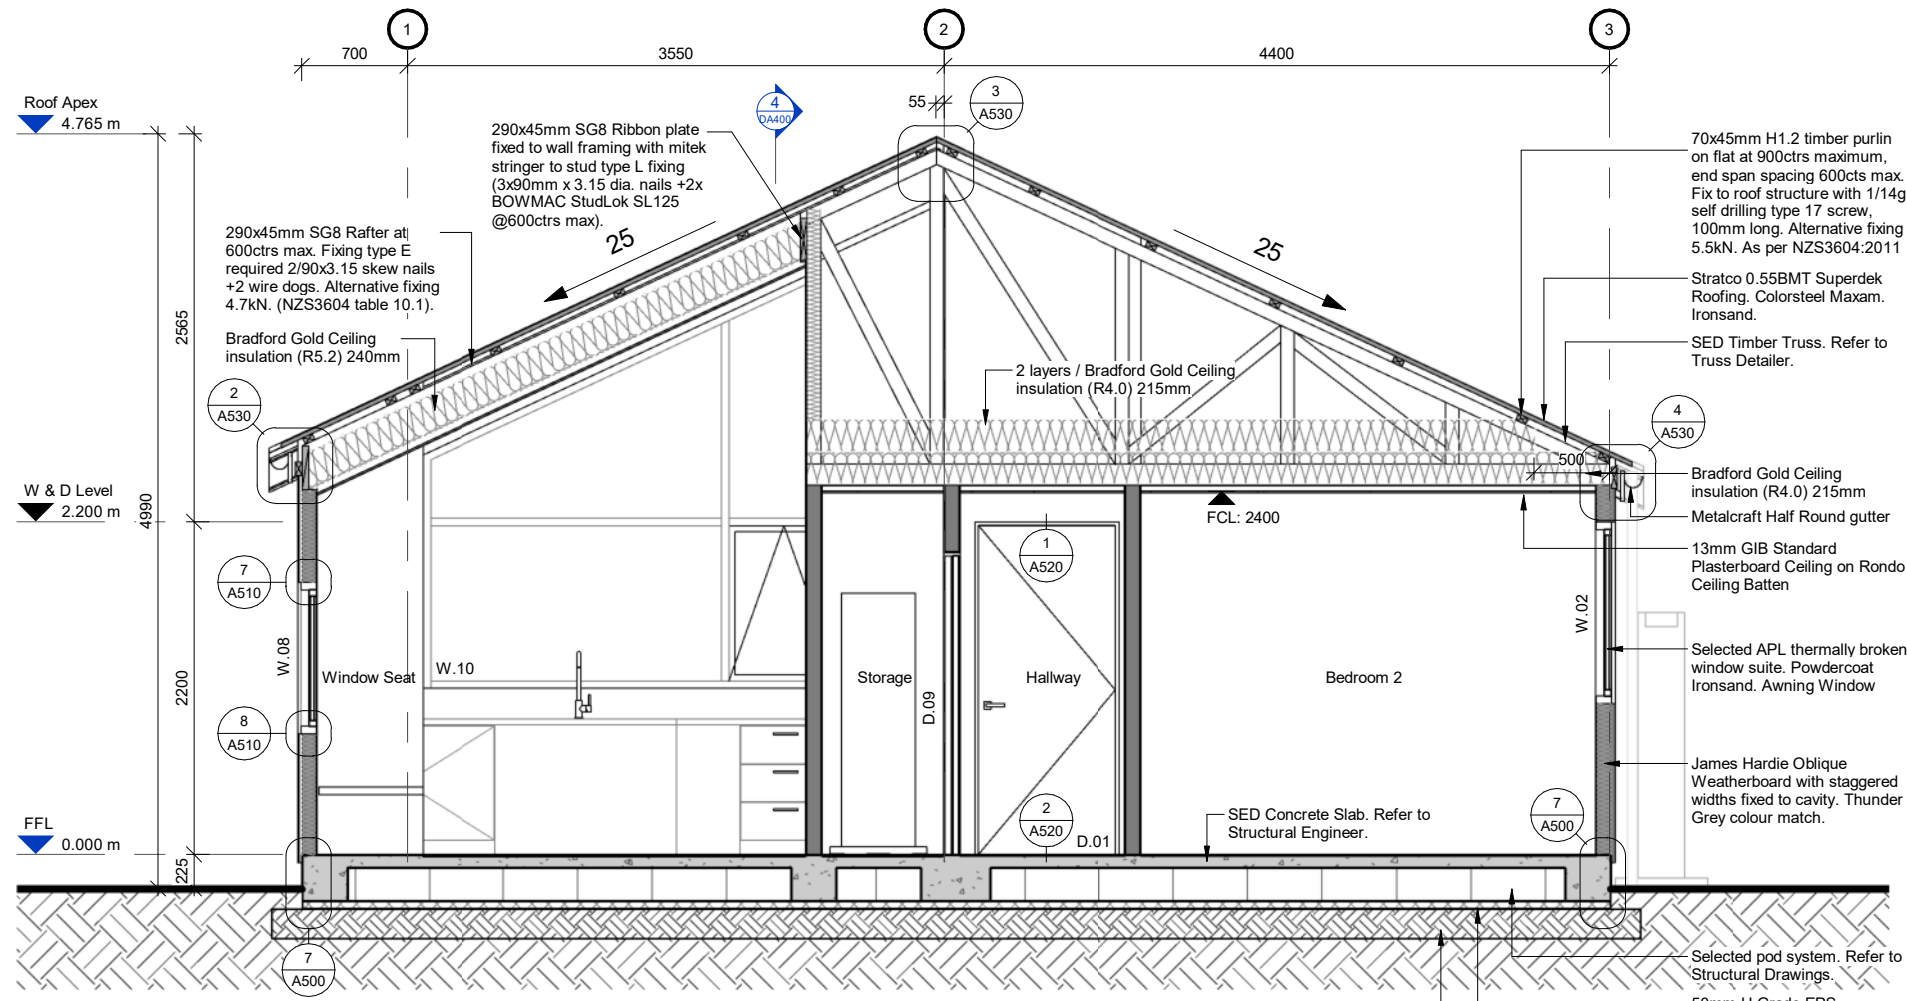 1
2
3
700
3550
4400
Roof Apex
4.765 m
55
3
A530
4
DA400
290x45mm SG8 Ribbon plate
fixed to wall framing with mitek
stringer to stud type L fixing
(3x90mm x 3.15 dia. nails +2x
BOWMAC StudLok SL125
@600ctrs max).
70x45mm H1.2 timber purlin
on flat at 900ctrs maximum,
end span spacing 600cts max.
Fix to roof structure with 1/14g
self drilling type 17 screw,
100mm long. Alternative fixing
5.5kN. As per NZS3604:2011
290x45mm SG8 Rafter at
600ctrs max. Fixing type E
required 2/90x3.15 skew nails
+2 wire dogs. Alternative fixing
4.7kN. (NZS3604 table 10.1).
25
25
Stratco 0.55BMT Superdek
Roofing. Colorsteel Maxam.
Ironsand.
2565
Bradford Gold Ceiling
insulation (R5.2) 240mm
SED Timber Truss. Refer to
Truss Detailer.
2 layers / Bradford Gold Ceiling
insulation (R4.0) 215mm
2
A530
4
A530
500
Bradford Gold Ceiling
insulation (R4.0) 215mm
W & D Level
2.200 m
4990
FCL: 2400
Metalcraft Half Round gutter
13mm GIB Standard
Plasterboard Ceiling on Rondo
Ceiling Batten
1
A520
7
A510
W.08
W.02
Window Seat
W.10
Storage
D.09
Hallway
Bedroom 2
Selected APL thermally broken
window suite. Powdercoat
Ironsand. Awning Window
2200
8
A510
James Hardie Oblique
Weatherboard with staggered
widths fixed to cavity. Thunder
Grey colour match.
FFL
0.000 m
2
A520
D.01
SED Concrete Slab. Refer to
Structural Engineer.
7
A500
225
7
A500
Selected pod system. Refer to
Structural Drawings.
50mm H Grade EPS